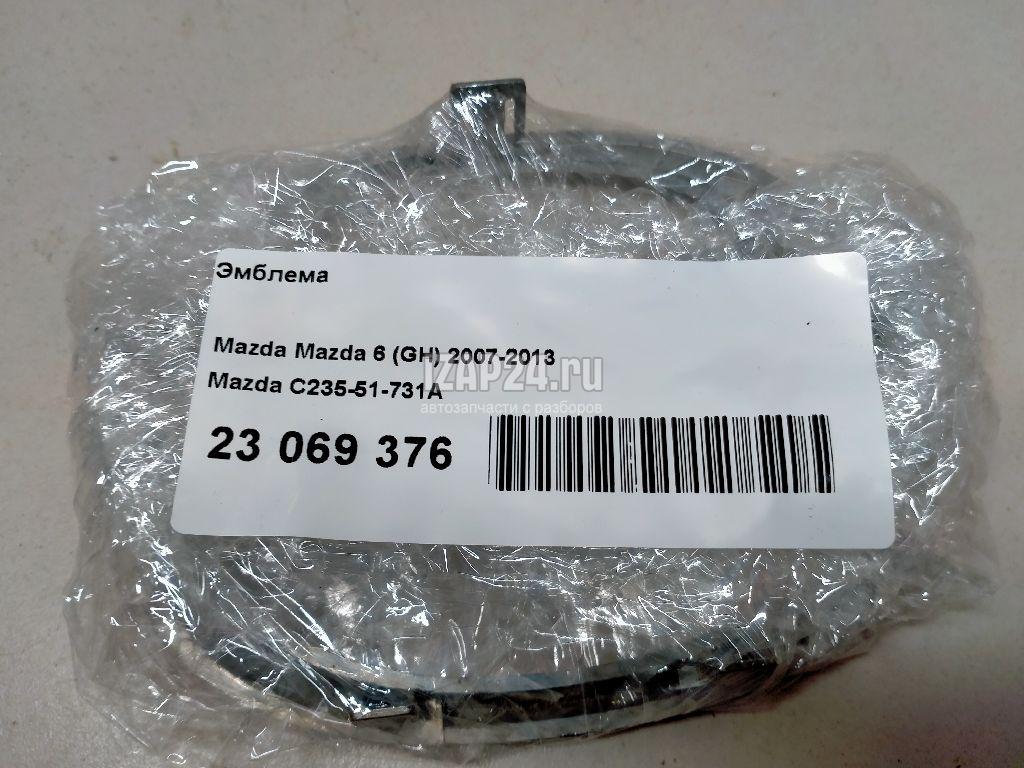 Эмблема
Mazda Mazda 6 (GH) 2007-2013
IZAP24.ru
Mazda C235-51-731A
автозапчасти с разборов
23 069 376